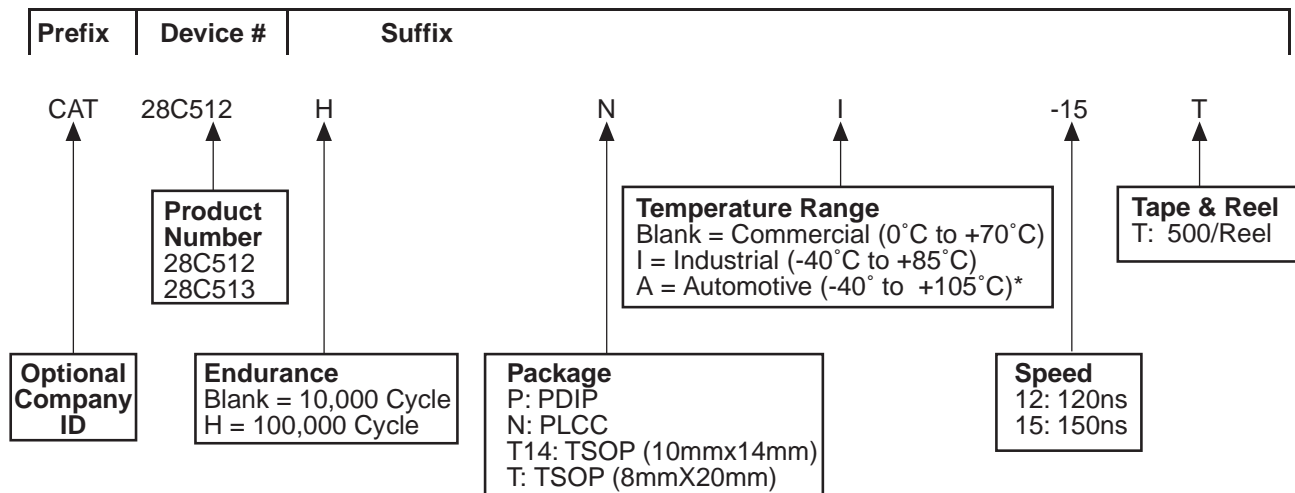 Prefix Device # Suffix
CAT 28C512 H N I -15 T
Product
Number
28C512
28C513
Temperature Range
Blank = Commercial (0˚C to +70˚C)
I = Industrial (-40˚C to +85˚C)
A = Automotive (-40˚ to +105˚C)*
Tape & Reel
T: 500/Reel
Optional
Company
ID
Endurance
Blank = 10,000 Cycle
H = 100,000 Cycle
Package
P: PDIP
N: PLCC
T14: TSOP (10mmx14mm)
T: TSOP (8mmX20mm)
Speed
12: 120ns
15: 150ns